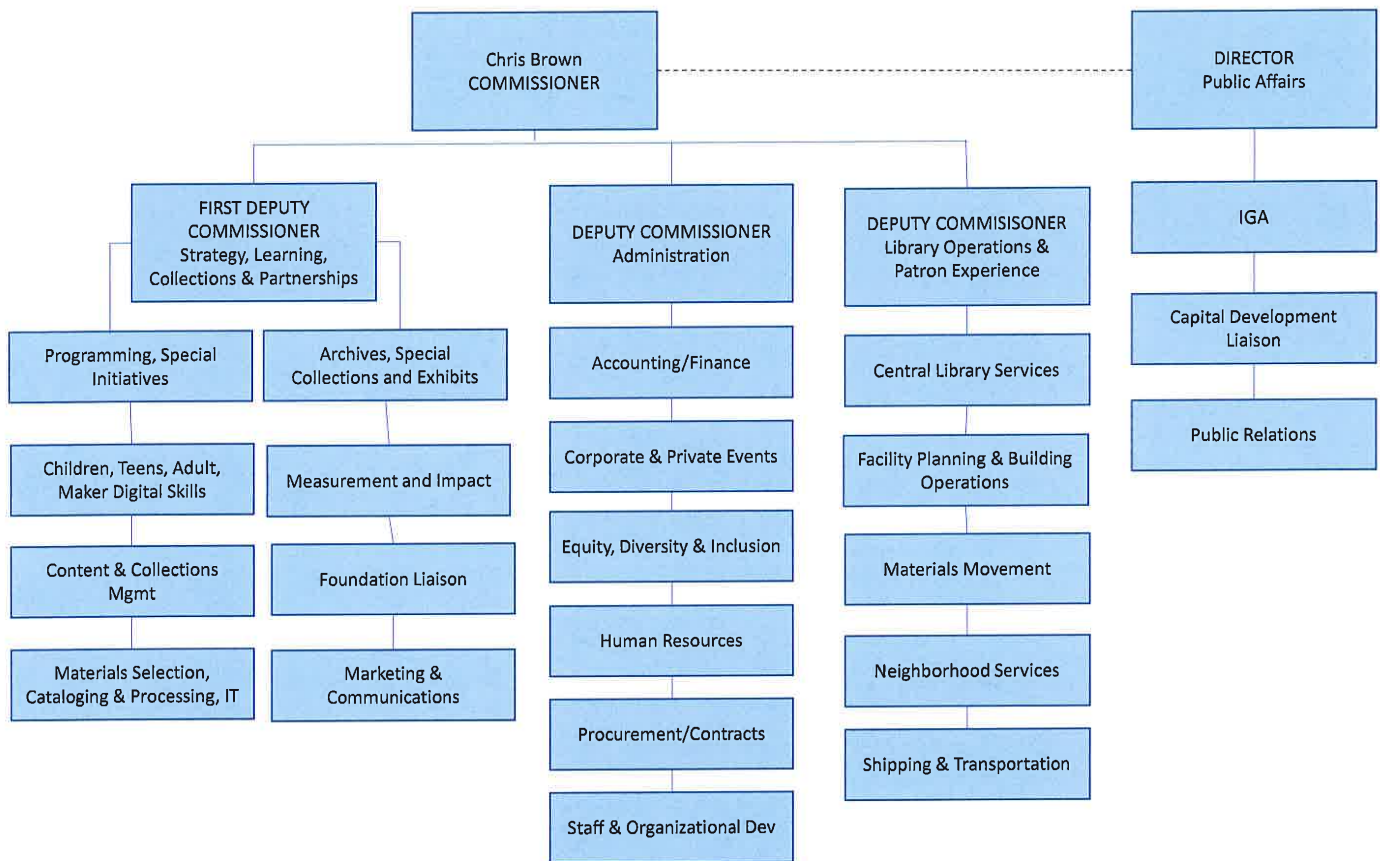 Chris Brown
COMMISSIONER
DIRECTOR
Public Affairs
FIRST DEPUTY
COMMISSIONER
Strategy, Learning,
Collections & Partnerships
Programming, Special
Initiatives
Children, Teens, Adult,
Maker Digital Skills
Content & Collections
Mgmt
Materials Selection,
Cataloging & Processing, IT
Archives, Special
Collections and Exhibits
Measurement and Impact
Foundation Liaison
Marketing &
Communications
DEPUTY COMMISSIONER
Administration
Accounting/Finance
Corporate & Private Events
Equity, Diversity & Inclusion
Human Resources
Procurement/Contracts
Staff & Organizational Dev
DEPUTY COMMISISONER
Library Operations &
Patron Experience
Central Library Services
Facility Planning & Building
Operations
Materials Movement
Neighborhood Services
Shipping & Transportation
IGA
Capital Development
Liaison
Public Relations